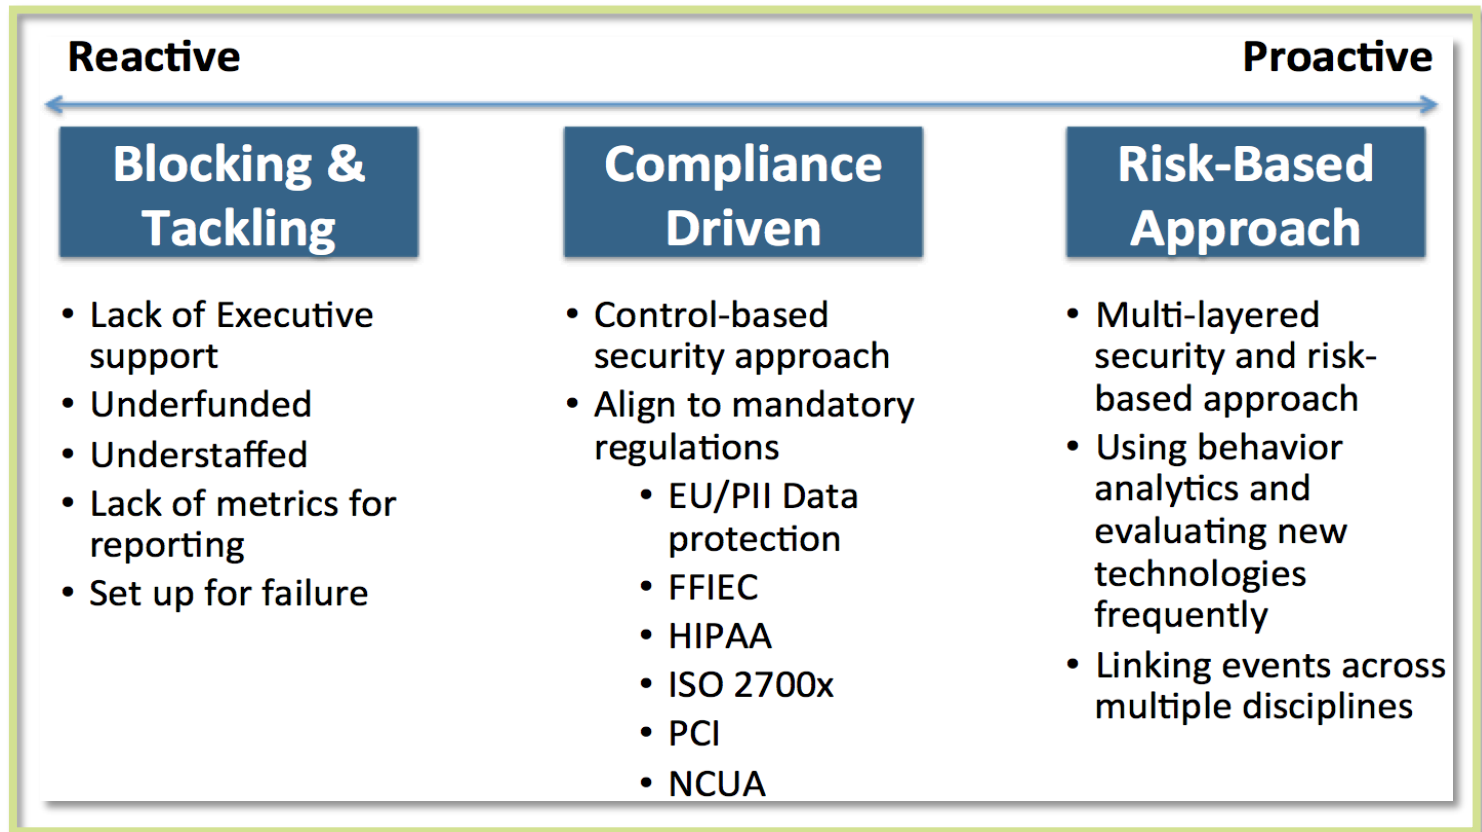 Reactive
Proactive
Blocking &
Tackling
• Lack of Executive
support
• Underfunded
• Understaffed
• Lack of metrics for
reporting
• Set up for failure
Compliance
Driven
• Control-based
security approach
• Align to mandatory
regulations
• EU/PII Data
protection
• FFIEC
• HIPAA
• ISO 2700x
• PCI
• NCUA
Risk-Based
Approach
• Multi-layered
security and risk-
based approach
• Using behavior
analytics and
evaluating new
technologies
frequently
• Linking events across
multiple disciplines